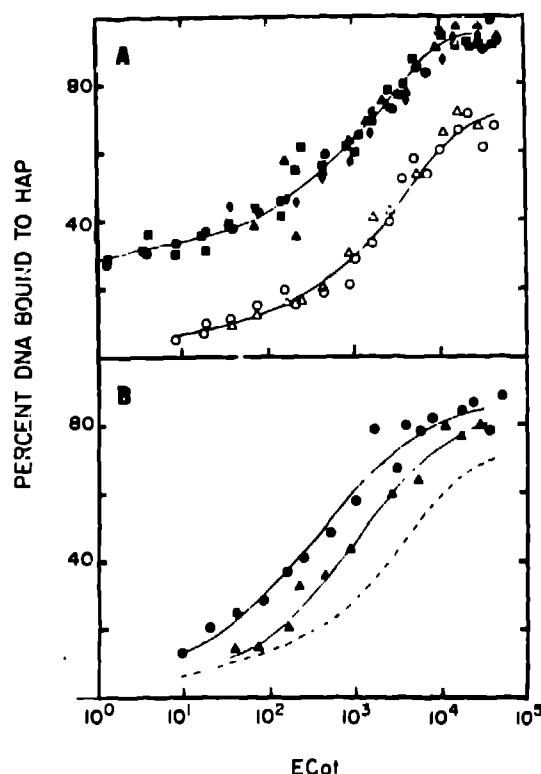 A
80
40
PERCENT DNA BOUND TO HAP
B
80
40
10⁰ 10¹ 10² 10³ 10⁴ 10⁵
ECot